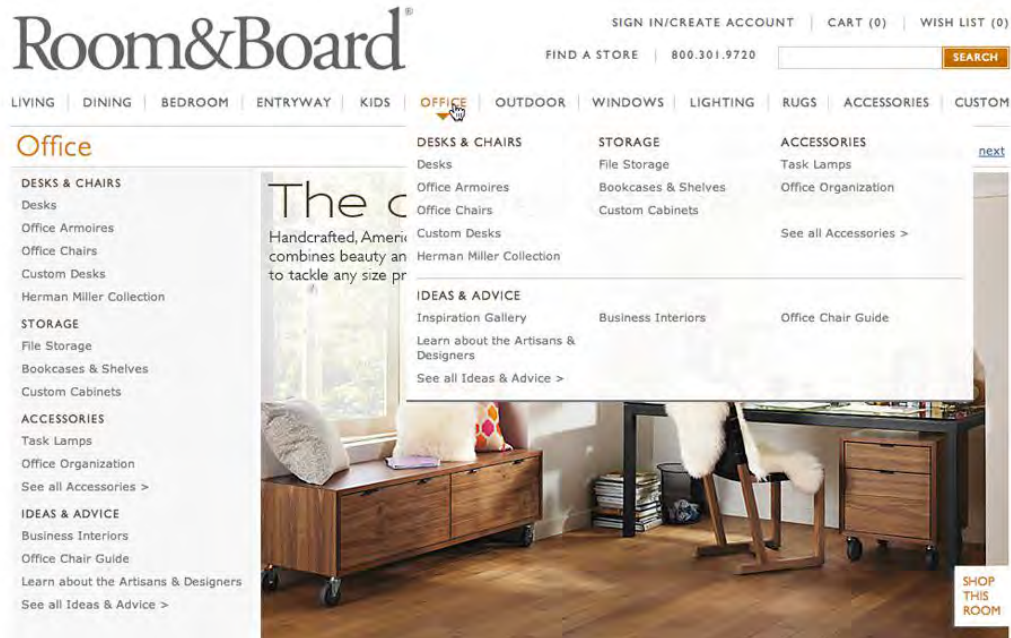 Room&Board®
SIGN IN/CREATE ACCOUNT | CART (0) | WISH LIST (0)
FIND A STORE | 800.301.9720
SEARCH
LIVING | DINING | BEDROOM | ENTRYWAY | KIDS | OFFICE | OUTDOOR | WINDOWS | LIGHTING | RUGS | ACCESSORIES | CUSTOM
Office
next
DESKS & CHAIRS
Desks
Office Armoires
Office Chairs
Custom Desks
Herman Miller Collection
STORAGE
File Storage
Bookcases & Shelves
Custom Cabinets
ACCESSORIES
Task Lamps
Office Organization
See all Accessories >
IDEAS & ADVICE
Business Interiors
Office Chair Guide
Learn about the Artisans & Designers
See all Ideas & Advice >
The
Handcrafted,
combines beauty
to tackle any size
DESKS & CHAIRS
Desks
Office Armoires
Office Chairs
Custom Desks
Herman Miller Collection
STORAGE
File Storage
Bookcases & Shelves
Custom Cabinets
ACCESSORIES
Task Lamps
Office Organization
See all Accessories >
IDEAS & ADVICE
Inspiration Gallery
Learn about the Artisans &
Designers
See all Ideas & Advice >
Business Interiors
Office Chair Guide
SHOP
THIS
ROOM